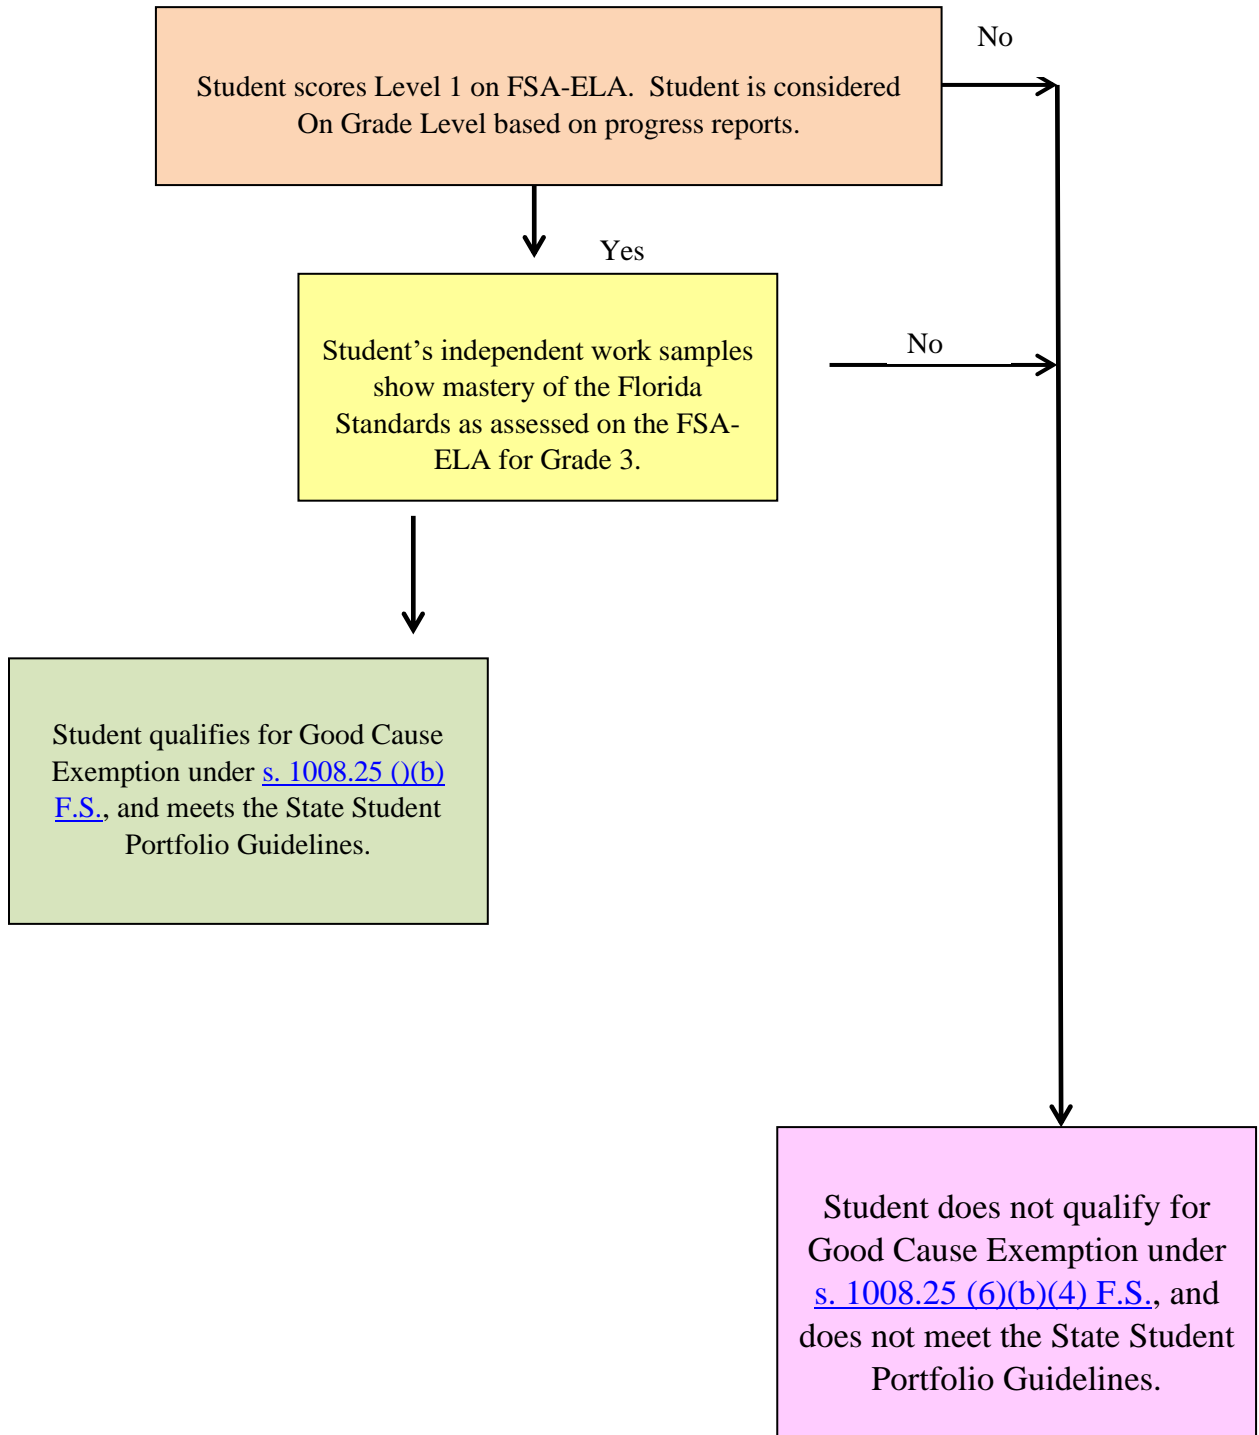 No
Student scores Level 1 on FSA-ELA.  Student is considered
On Grade Level based on progress reports.
Yes
Student’s independent work samples
show mastery of the Florida
Standards as assessed on the FSA-
ELA for Grade 3.
No
Student qualifies for Good Cause
Exemption under s. 1008.25 ()(b)
F.S., and meets the State Student
Portfolio Guidelines.
Student does not qualify for
Good Cause Exemption under
s. 1008.25 (6)(b)(4) F.S., and
does not meet the State Student
Portfolio Guidelines.